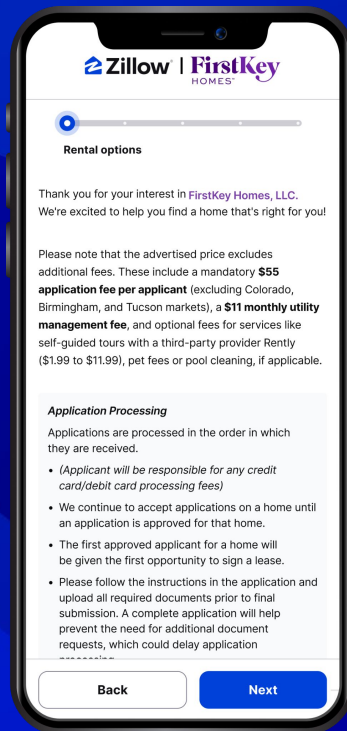 Zillow | FirstKey
HOMES™
Rental options
Thank you for your interest in FirstKey Homes, LLC.
We're excited to help you find a home that's right for you!
Please note that the advertised price excludes
additional fees. These include a mandatory $55
application fee per applicant (excluding Colorado,
Birmingham, and Tucson markets), a $11 monthly utility
management fee, and optional fees for services like
self-guided tours with a third-party provider Rently
($1.99 to $11.99), pet fees or pool cleaning, if applicable.
Application Processing
Applications are processed in the order in which
they are received.
• (Applicant will be responsible for any credit
card/debit card processing fees)
• We continue to accept applications on a home until
an application is approved for that home.
• The first approved applicant for a home will
be given the first opportunity to sign a lease.
• Please follow the instructions in the application and
upload all required documents prior to final
submission. A complete application will help
prevent the need for additional document
requests, which could delay application
Back
Next